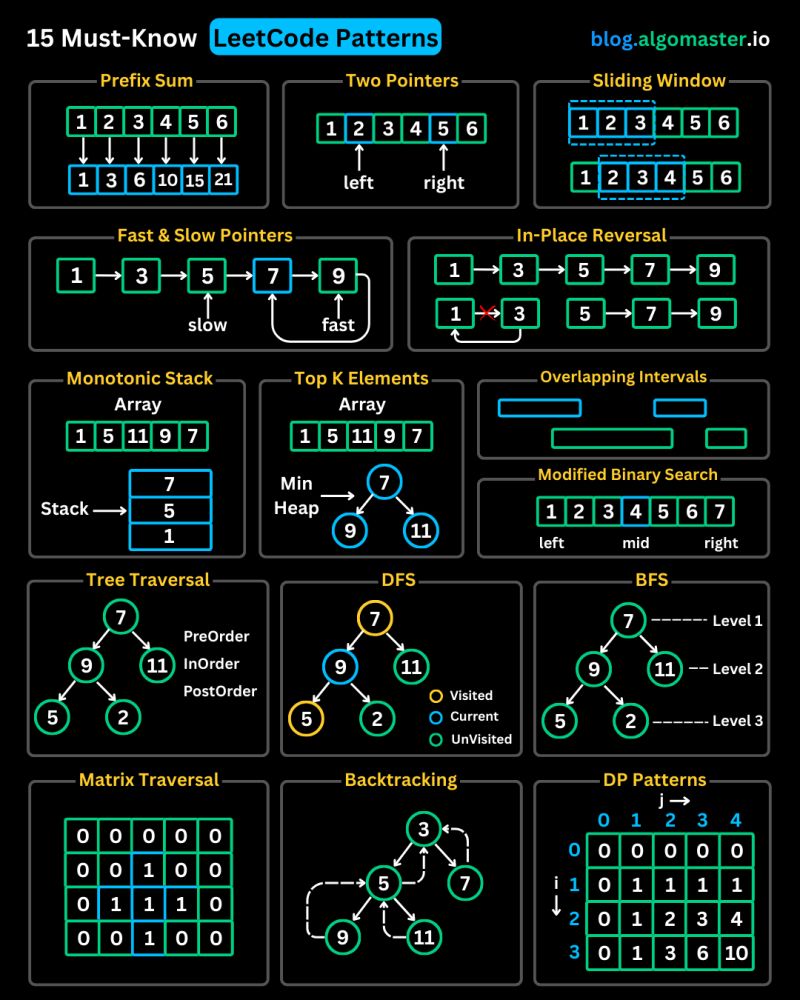 15 Must-Know LeetCode Patterns
blog.algomaster.io
Prefix Sum
1 2 3 4 5 6
1 3 6 10 15 21
Two Pointers
1 2 3 4 5 6
left right
Sliding Window
1 2 3 4 5 6
1 2 3 4 5 6
Fast & Slow Pointers
1 3 5 7 9
slow fast
In-Place Reversal
1 3 5 7 9
1 3 5 7 9
Monotonic Stack
Array
1 5 11 9 7
Stack
7
5
1
Top K Elements
Array
1 5 11 9 7
Min
Heap
7
9 11
Overlapping Intervals
Modified Binary Search
1 2 3 4 5 6 7
left mid right
Tree Traversal
7
9 11
5 2
PreOrder
InOrder
PostOrder
DFS
7
9 11
5 2
Visited
Current
UnVisited
BFS
7 Level 1
9 11 Level 2
5 2 Level 3
Matrix Traversal
0 0 0 0 0
0 0 1 0 0
0 1 1 1 0
0 0 1 0 0
Backtracking
3
5 7
9 11
DP Patterns
j
0 1 2 3 4
i
0 0 0 0 0 0
1 0 1 1 1 1
2 0 1 2 3 4
3 0 1 3 6 10